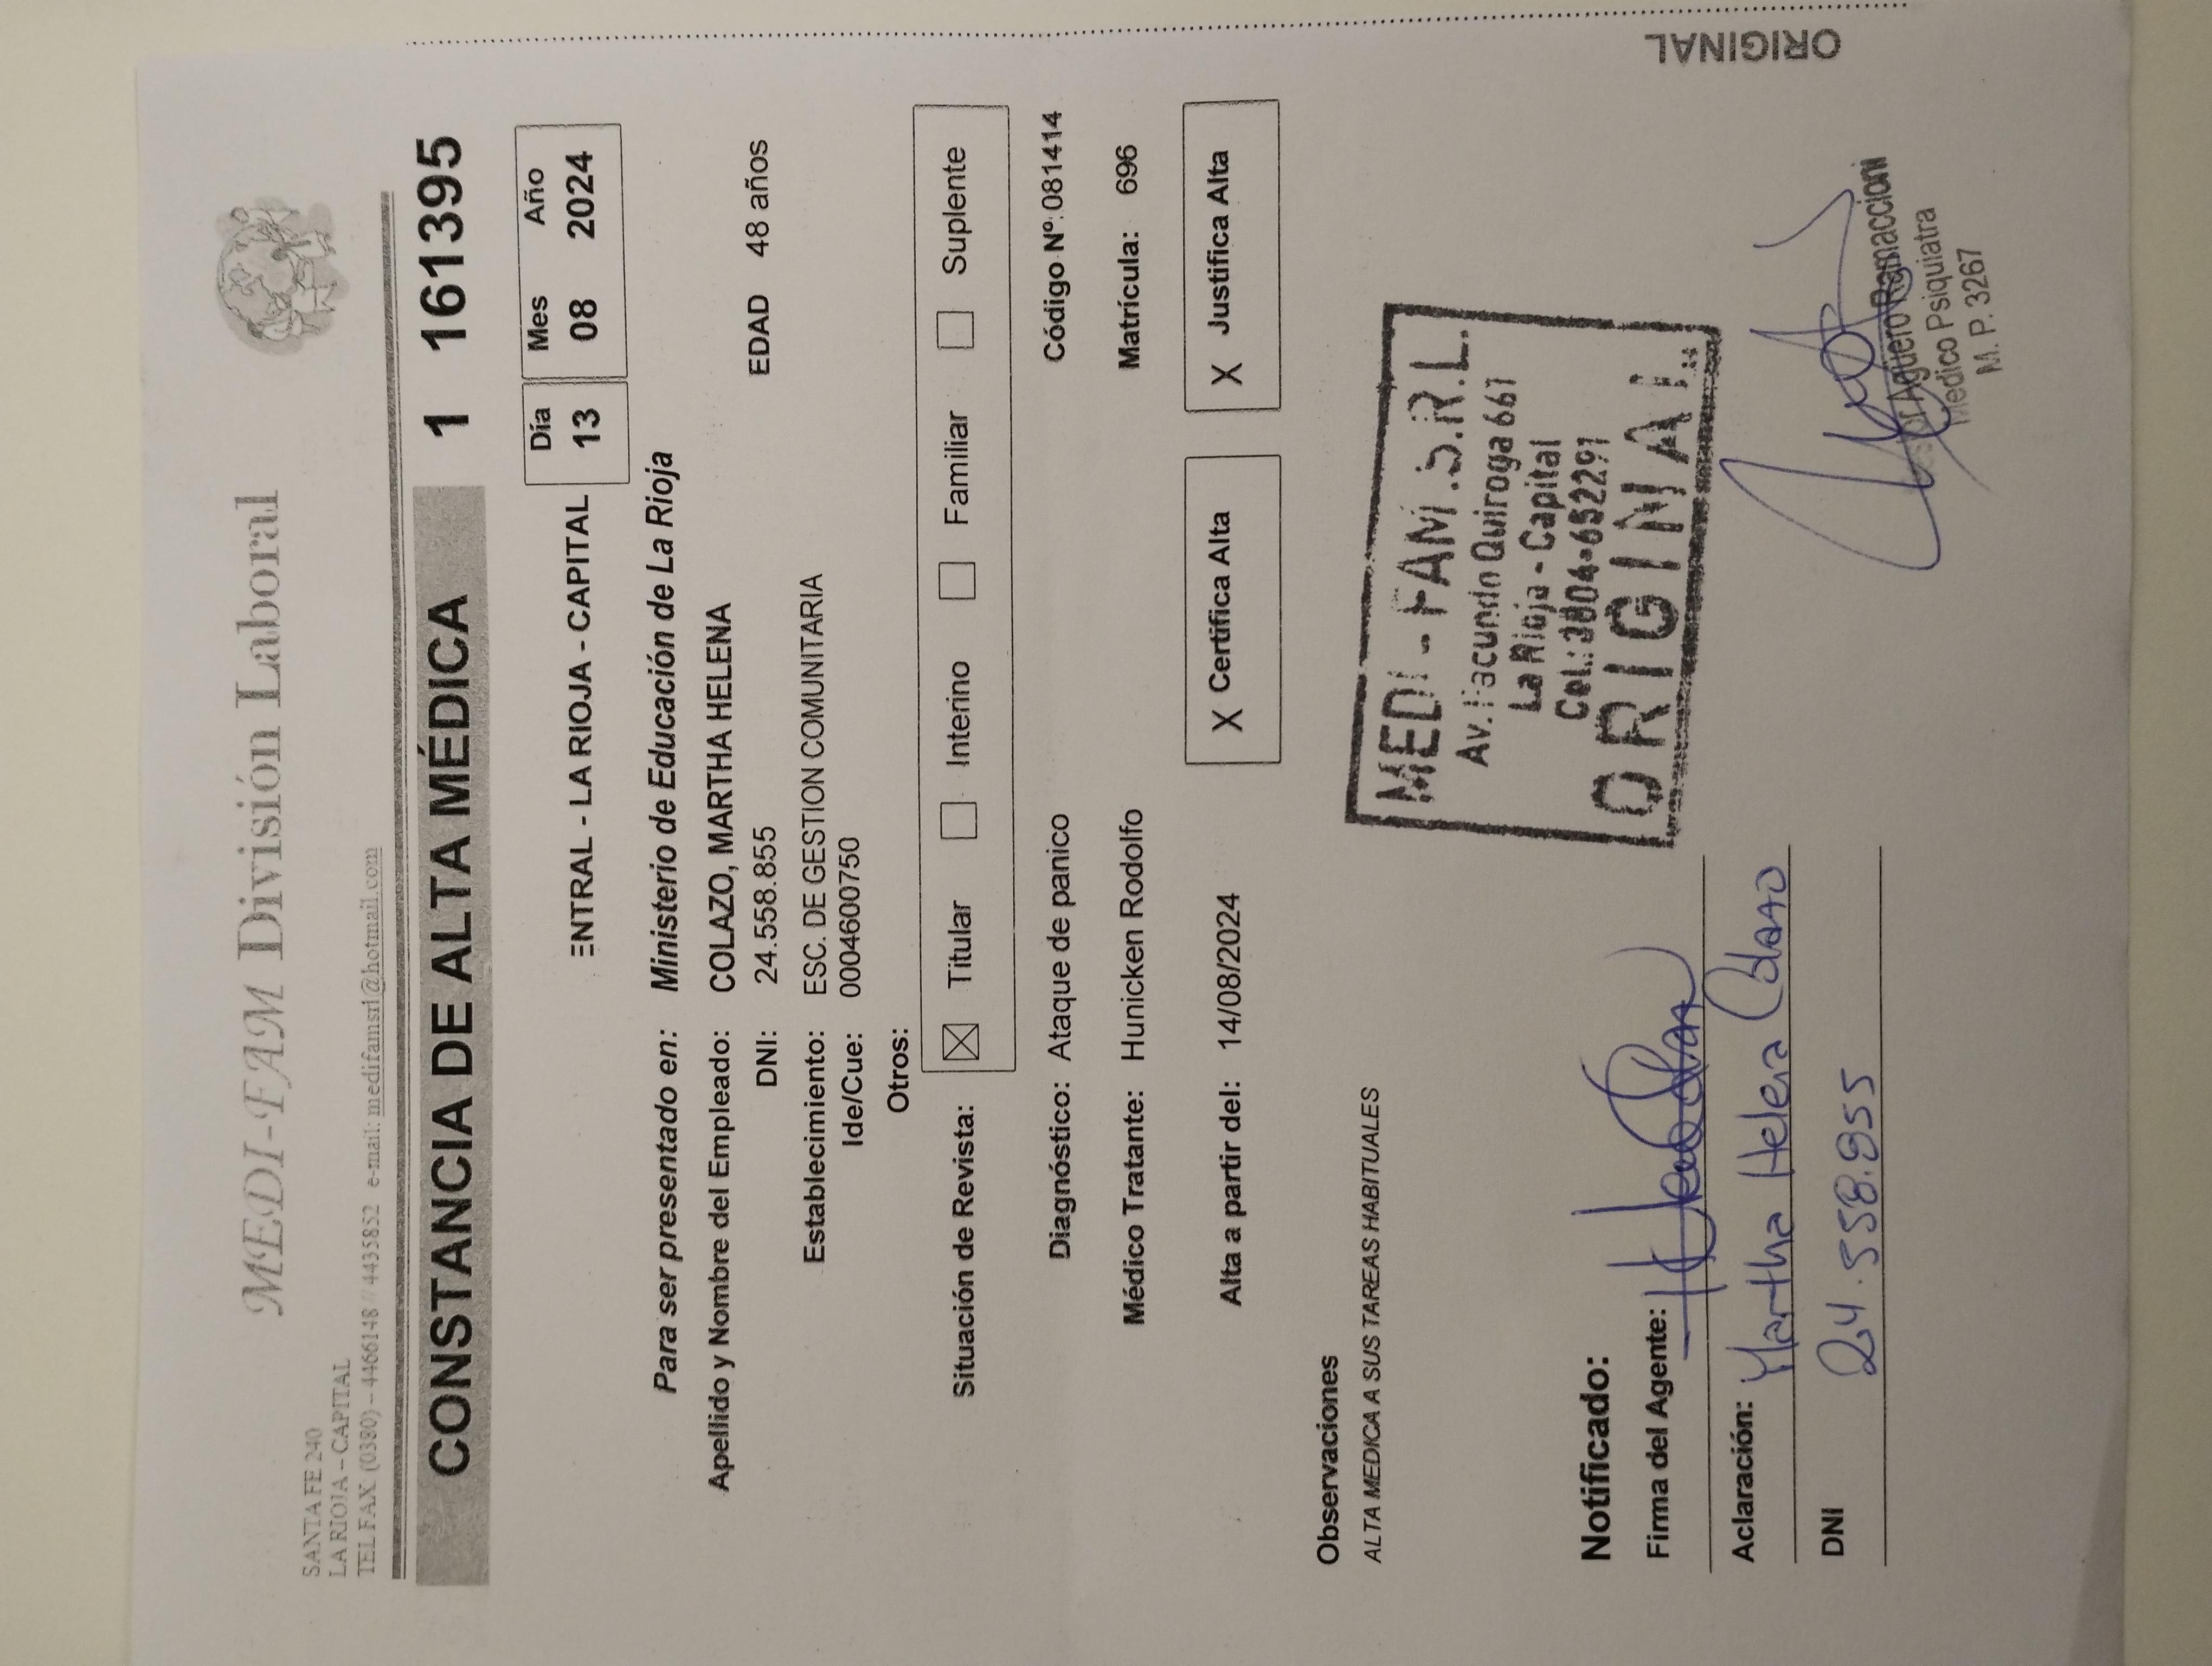 MEDI-FAM División Laboral
SANTA FE 240
LA RIOJA – CAPITAL
TEL FAX (0380) – 4466148 // 4435852 e-mail: medifamsrl@hotmail.com
CONSTANCIA DE ALTA MÉDICA 1 161395
ENTRAL - LA RIOJA - CAPITAL
Día Mes Año
13 08 2024
Para ser presentado en: Ministerio de Educación de La Rioja
Apellido y Nombre del Empleado: COLAZO, MARTHA HELENA
DNI: 24.558.855 EDAD 48 años
Establecimiento: ESC. DE GESTION COMUNITARIA
Ide/Cue: 0004600750
Otros:
Situación de Revista: ☒ Titular ☐ Interino ☐ Familiar ☐ Suplente
Diagnóstico: Ataque de panico Código Nº: 081414
Médico Tratante: Hunicken Rodolfo Matrícula: 696
Alta a partir del: 14/08/2024 X Certifica Alta X Justifica Alta
Observaciones
ALTA MEDICA A SUS TAREAS HABITUALES
MEDI-FAM.S.R.L.
Av. Facundo Quiroga 661
La Rioja - Capital
Cel.: 3804-652291
ORIGINAL
Notificado:
Firma del Agente:
Aclaración: Martha Helena Colazo
DNI 24.558.855
Agüero Ramaccioni
Medico Psiquiatra
M. P. 3267
ORIGINAL